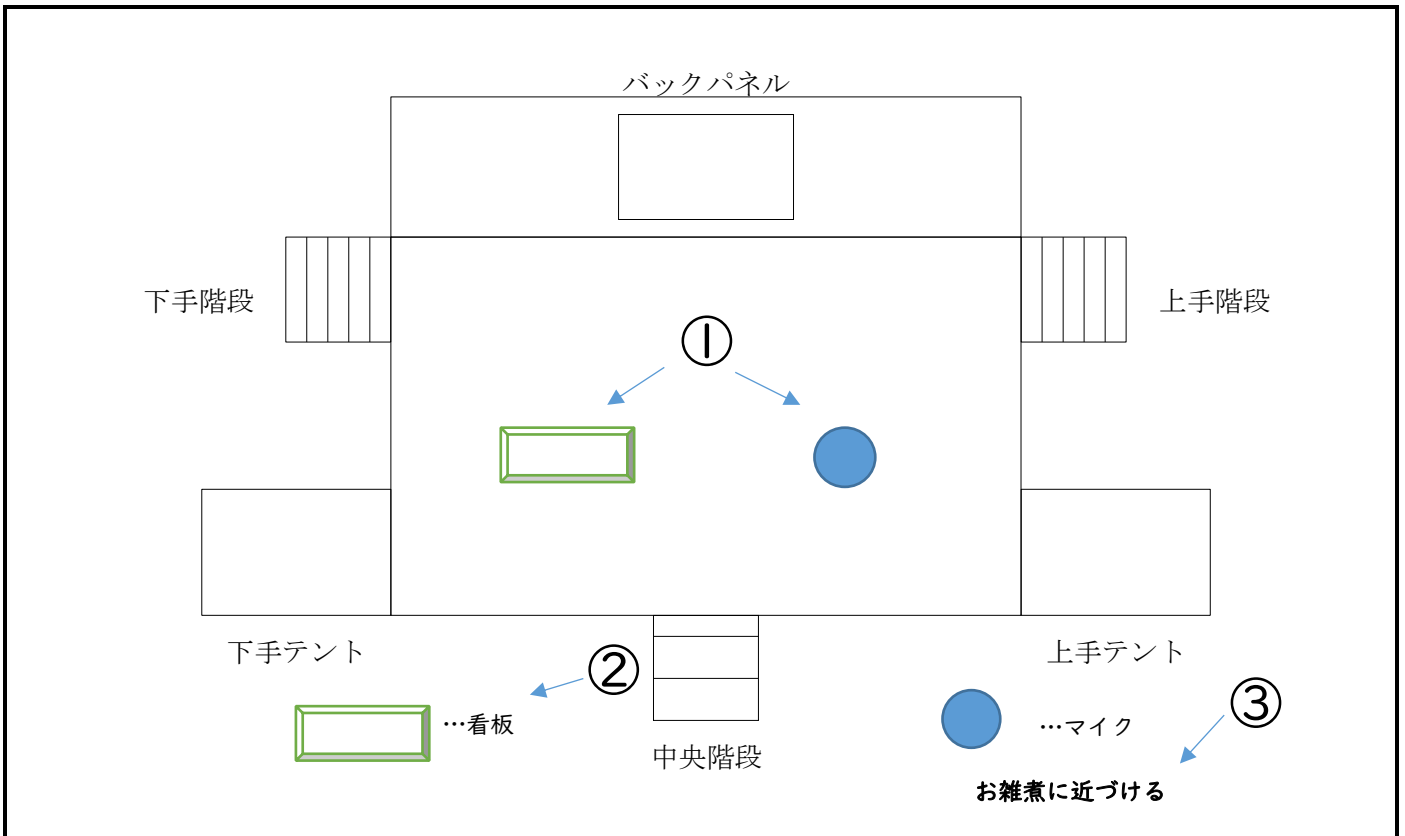 バックパネル
下手階段
上手階段
①
下手テント
上手テント
②
③
…看板
…マイク
中央階段
お雑煮に近づける